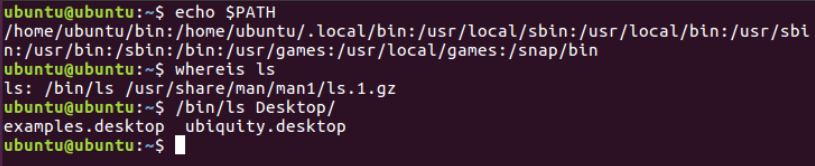 ubuntu@ubuntu:~$ echo $PATH
/home/ubuntu/bin:/home/ubuntu/.local/bin:/usr/local/sbin:/usr/local/bin:/usr/sbi
n:/usr/bin:/sbin:/bin:/usr/games:/usr/local/games:/snap/bin
ubuntu@ubuntu:~$ whereis ls
ls: /bin/ls /usr/share/man/man1/ls.1.gz
ubuntu@ubuntu:~$ /bin/ls Desktop/
examples.desktop  ubiquity.desktop
ubuntu@ubuntu:~$